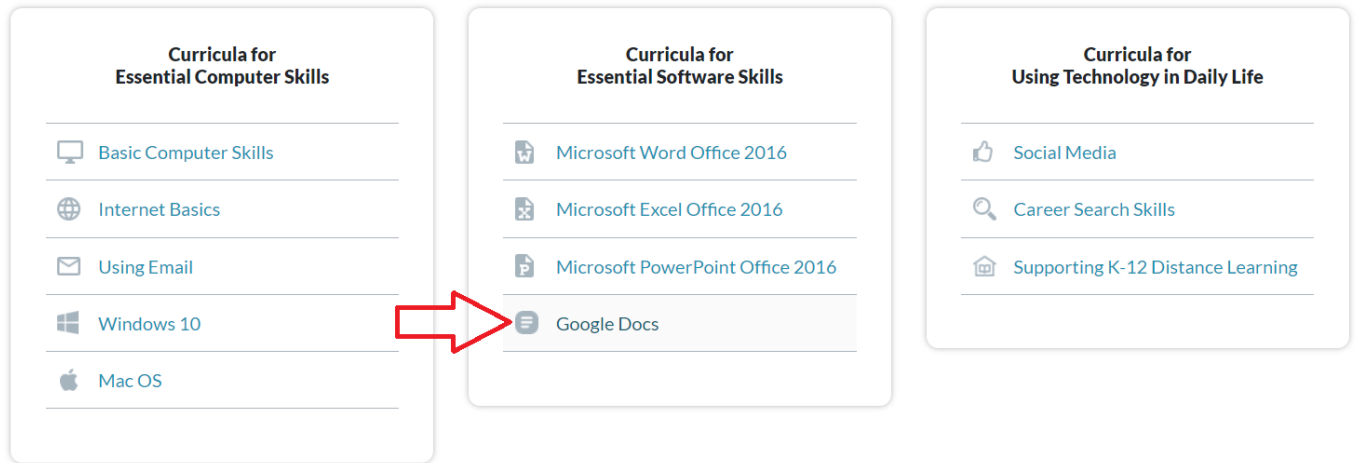 Curricula for
Essential Computer Skills
Basic Computer Skills
Internet Basics
Using Email
Windows 10
Mac OS
Curricula for
Essential Software Skills
Microsoft Word Office 2016
Microsoft Excel Office 2016
Microsoft PowerPoint Office 2016
Google Docs
Curricula for
Using Technology in Daily Life
Social Media
Career Search Skills
Supporting K-12 Distance Learning